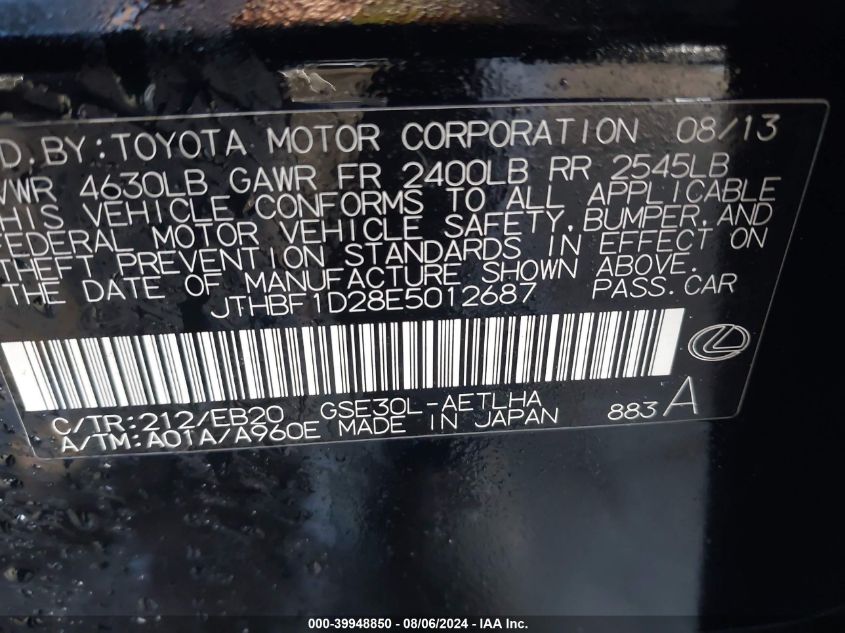 D.BY:TOYOTA MOTOR CORPORATION 08/13
VWR 4630LB GAWR FR 2400LB RR 2545LB
HIS VEHICLE CONFORMS TO ALL APPLICABLE
FEDERAL MOTOR VEHICLE SAFETY, BUMPER, AND
THEFT PREVENTION STANDARDS IN EFFECT ON
THE DATE OF MANUFACTURE SHOWN ABOVE.
JTHBF1D28E5012687 PASS.CAR
C/TR:212/EB20 GSE30L-AETLHA
A/TM:A01A/A960E MADE IN JAPAN 883A
000-39948850 - 08/06/2024 - IAA Inc.